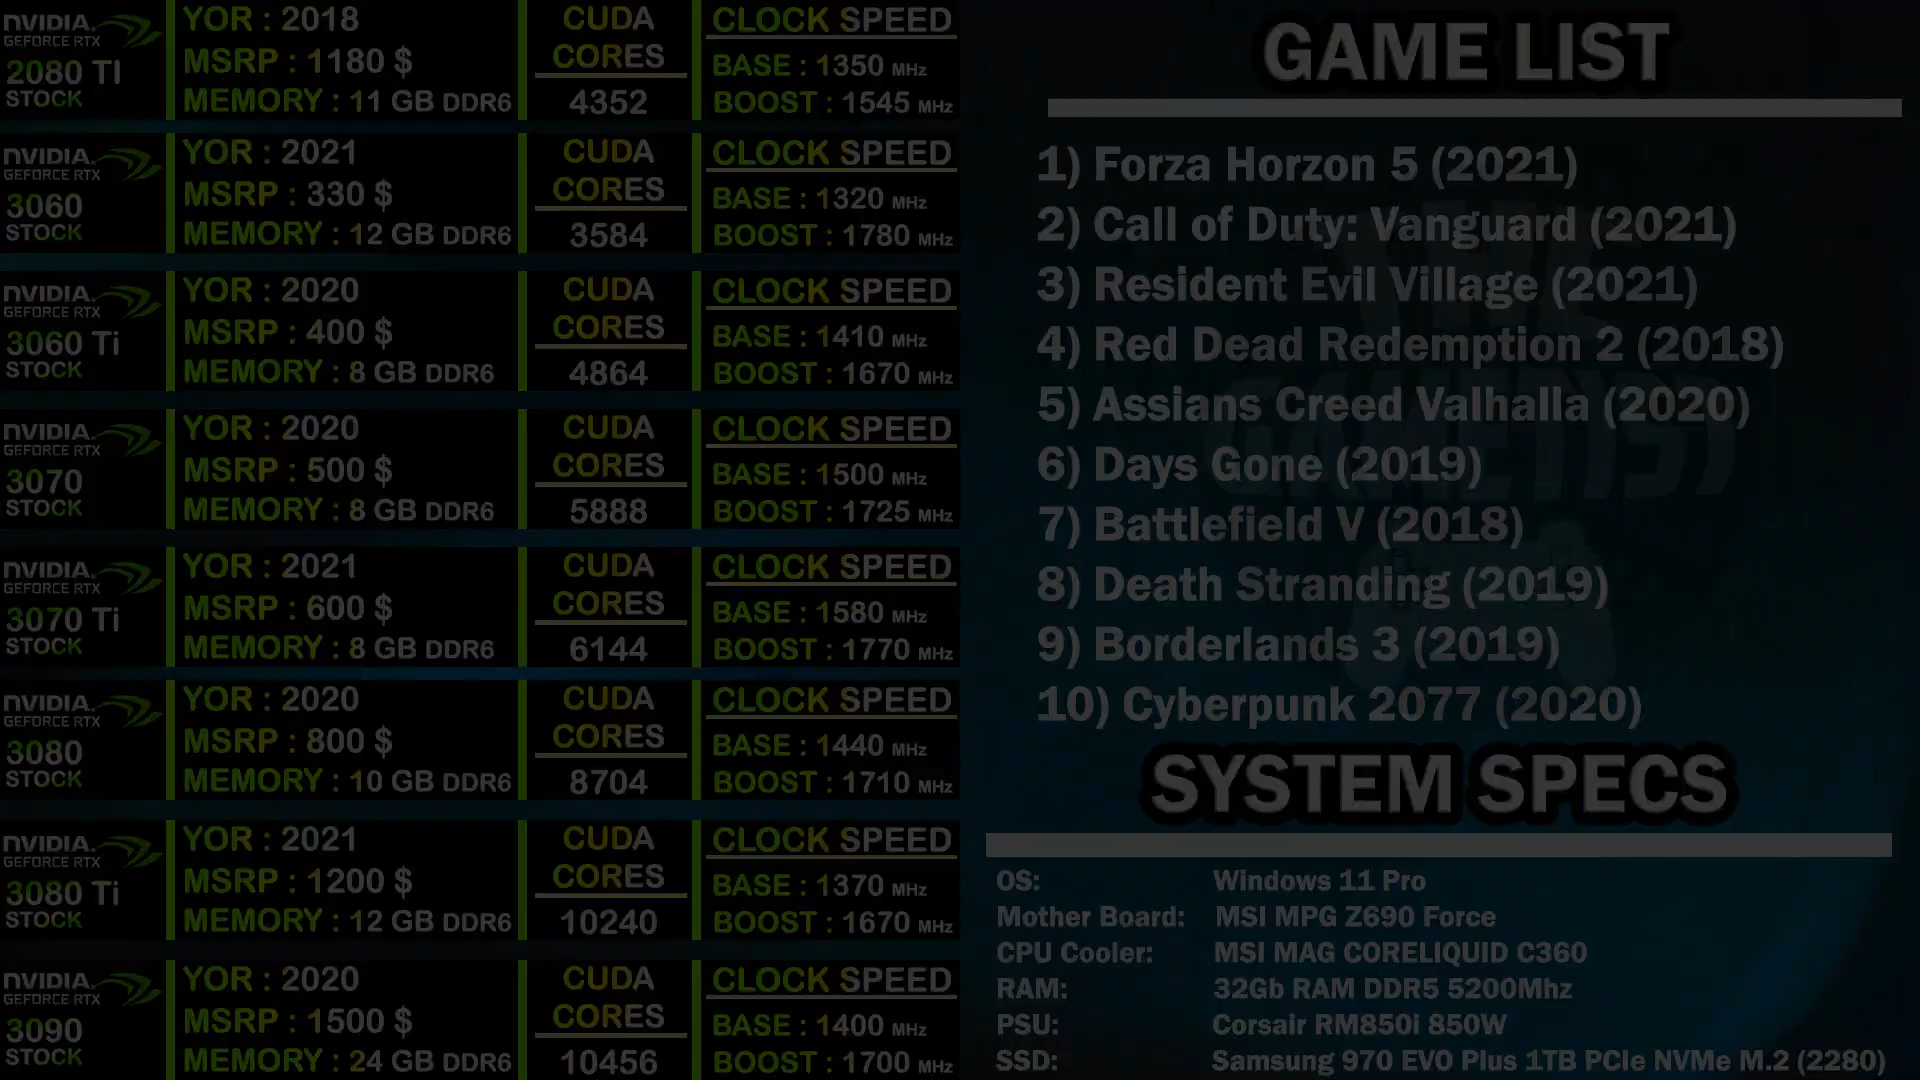 NVIDIA.
GEFORCE RTX
2080 TI
STOCK
YOR : 2018
MSRP : 1180 $
MEMORY : 11 GB DDR6
CUDA
CORES
4352
CLOCK SPEED
BASE : 1350 MHz
BOOST : 1545 MHz
NVIDIA.
GEFORCE RTX
3060
STOCK
YOR : 2021
MSRP : 330 $
MEMORY : 12 GB DDR6
CUDA
CORES
3584
CLOCK SPEED
BASE : 1320 MHz
BOOST : 1780 MHz
NVIDIA.
GEFORCE RTX
3060 Ti
STOCK
YOR : 2020
MSRP : 400 $
MEMORY : 8 GB DDR6
CUDA
CORES
4864
CLOCK SPEED
BASE : 1410 MHz
BOOST : 1670 MHz
NVIDIA.
GEFORCE RTX
3070
STOCK
YOR : 2020
MSRP : 500 $
MEMORY : 8 GB DDR6
CUDA
CORES
5888
CLOCK SPEED
BASE : 1500 MHz
BOOST : 1725 MHz
NVIDIA.
GEFORCE RTX
3070 Ti
STOCK
YOR : 2021
MSRP : 600 $
MEMORY : 8 GB DDR6
CUDA
CORES
6144
CLOCK SPEED
BASE : 1580 MHz
BOOST : 1770 MHz
NVIDIA.
GEFORCE RTX
3080
STOCK
YOR : 2020
MSRP : 800 $
MEMORY : 10 GB DDR6
CUDA
CORES
8704
CLOCK SPEED
BASE : 1440 MHz
BOOST : 1710 MHz
NVIDIA.
GEFORCE RTX
3080 Ti
STOCK
YOR : 2021
MSRP : 1200 $
MEMORY : 12 GB DDR6
CUDA
CORES
10240
CLOCK SPEED
BASE : 1370 MHz
BOOST : 1670 MHz
NVIDIA.
GEFORCE RTX
3090
STOCK
YOR : 2020
MSRP : 1500 $
MEMORY : 24 GB DDR6
CUDA
CORES
10456
CLOCK SPEED
BASE : 1400 MHz
BOOST : 1700 MHz
GAME LIST
1) Forza Horzon 5 (2021)
2) Call of Duty: Vanguard (2021)
3) Resident Evil Village (2021)
4) Red Dead Redemption 2 (2018)
5) Assians Creed Valhalla (2020)
6) Days Gone (2019)
7) Battlefield V (2018)
8) Death Stranding (2019)
9) Borderlands 3 (2019)
10) Cyberpunk 2077 (2020)
THE
GAMETIST
SYSTEM SPECS
OS: Windows 11 Pro
Mother Board: MSI MPG Z690 Force
CPU Cooler: MSI MAG CORELIQUID C360
RAM: 32Gb RAM DDR5 5200Mhz
PSU: Corsair RM850i 850W
SSD: Samsung 970 EVO Plus 1TB PCIe NVMe M.2 (2280)